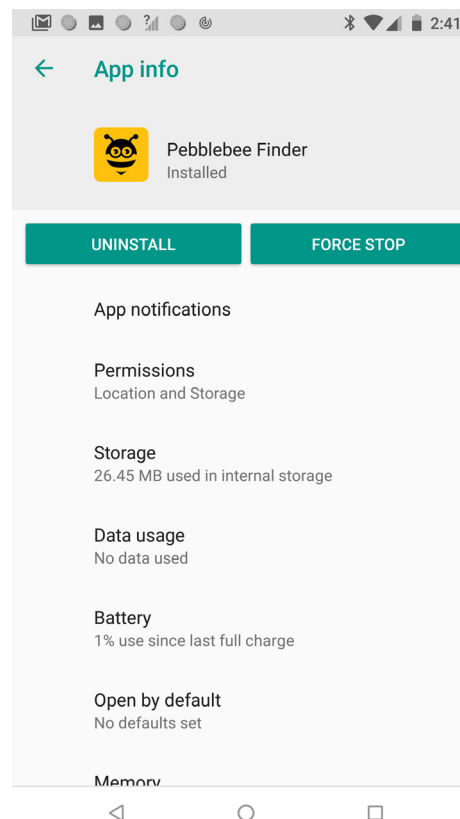 2:41
App info
Pebblebee Finder
Installed
UNINSTALL
FORCE STOP
App notifications
Permissions
Location and Storage
Storage
26.45 MB used in internal storage
Data usage
No data used
Battery
1% use since last full charge
Open by default
No defaults set
Memory